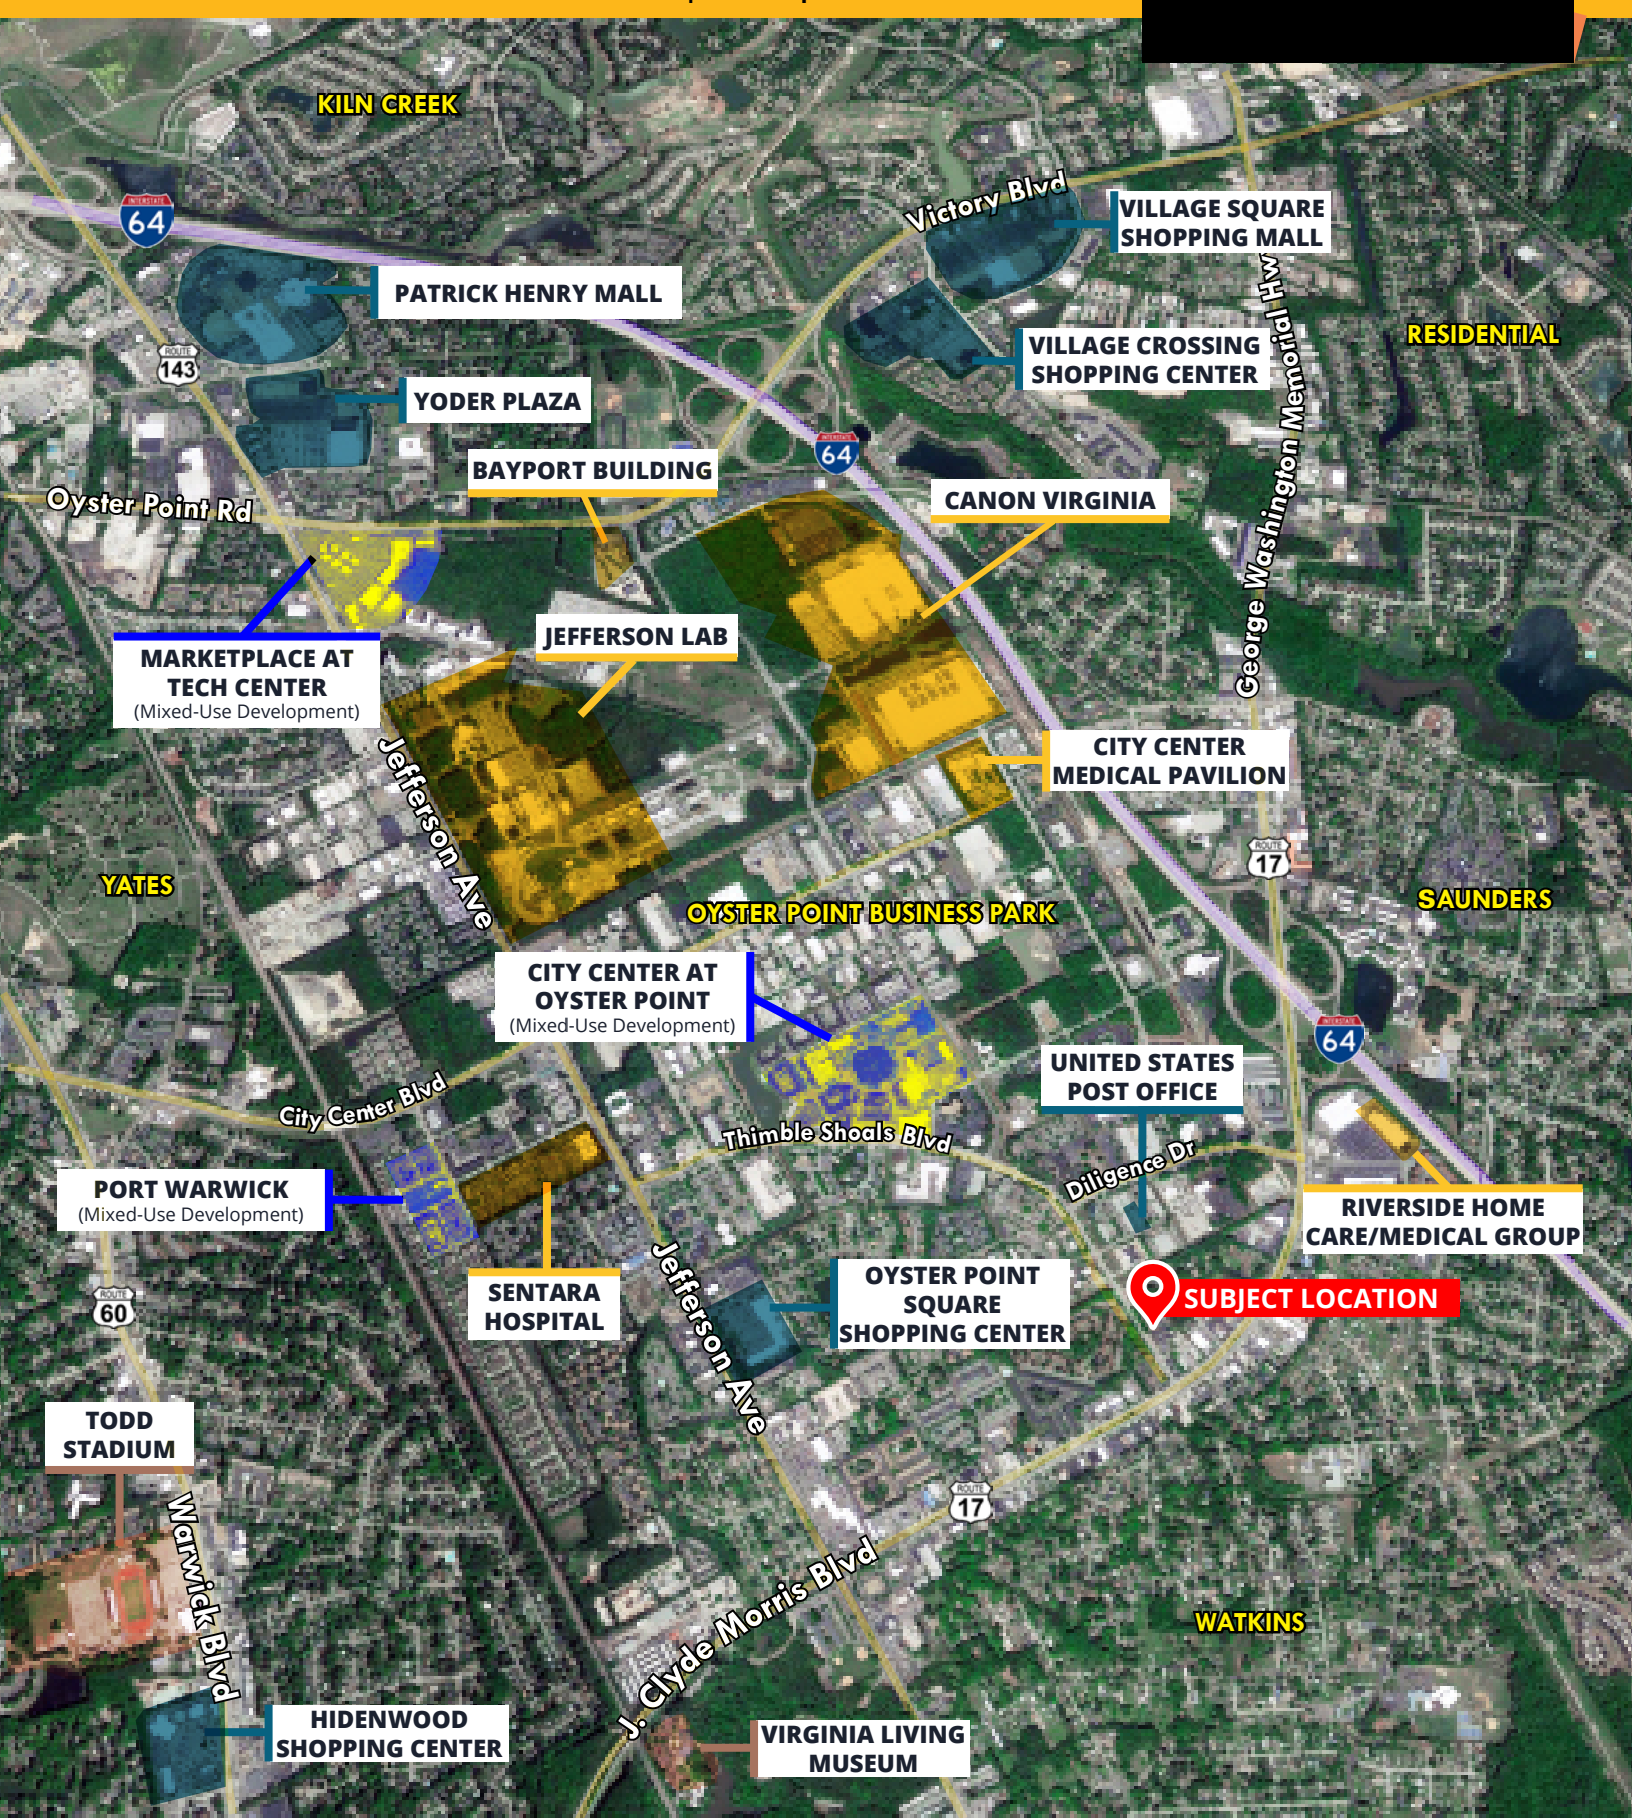 KILN CREEK
INTERSTATE
64
Victory Blvd
VILLAGE SQUARE
SHOPPING MALL
PATRICK HENRY MALL
George Washington Memorial Hwy
RESIDENTIAL
VILLAGE CROSSING
SHOPPING CENTER
ROUTE
143
YODER PLAZA
INTERSTATE
64
BAYPORT BUILDING
CANON VIRGINIA
Oyster Point Rd
JEFFERSON LAB
MARKETPLACE AT
TECH CENTER
(Mixed-Use Development)
CITY CENTER
MEDICAL PAVILION
Jefferson Ave
ROUTE
17
YATES
SAUNDERS
OYSTER POINT BUSINESS PARK
CITY CENTER AT
OYSTER POINT
(Mixed-Use Development)
INTERSTATE
64
UNITED STATES
POST OFFICE
City Center Blvd
Thimble Shoals Blvd
Diligence Dr
PORT WARWICK
(Mixed-Use Development)
RIVERSIDE HOME
CARE/MEDICAL GROUP
SENTARA
HOSPITAL
Jefferson Ave
OYSTER POINT
SQUARE
SHOPPING CENTER
SUBJECT LOCATION
ROUTE
60
TODD
STADIUM
Warwick Blvd
ROUTE
17
J. Clyde Morris Blvd
WATKINS
HIDENWOOD
SHOPPING CENTER
VIRGINIA LIVING
MUSEUM